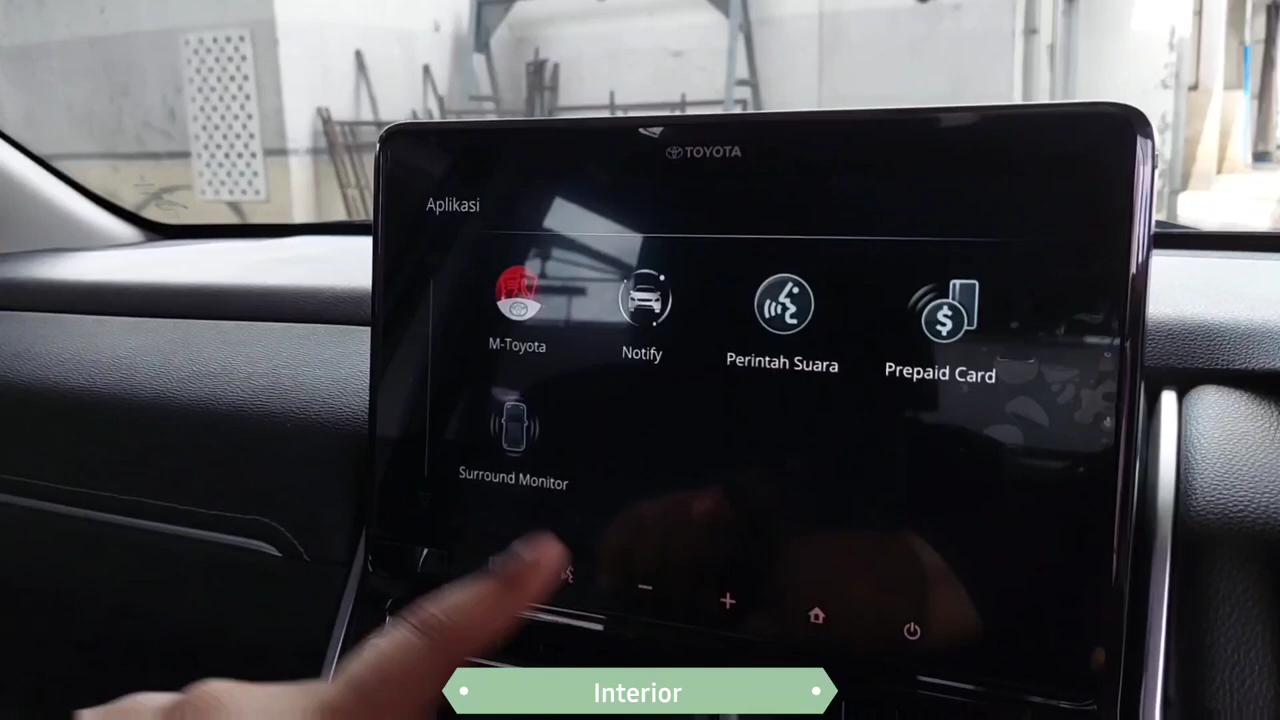 TOYOTA
Aplikasi
M-Toyota
Notify
Perintah Suara
Prepaid Card
Surround Monitor
Interior